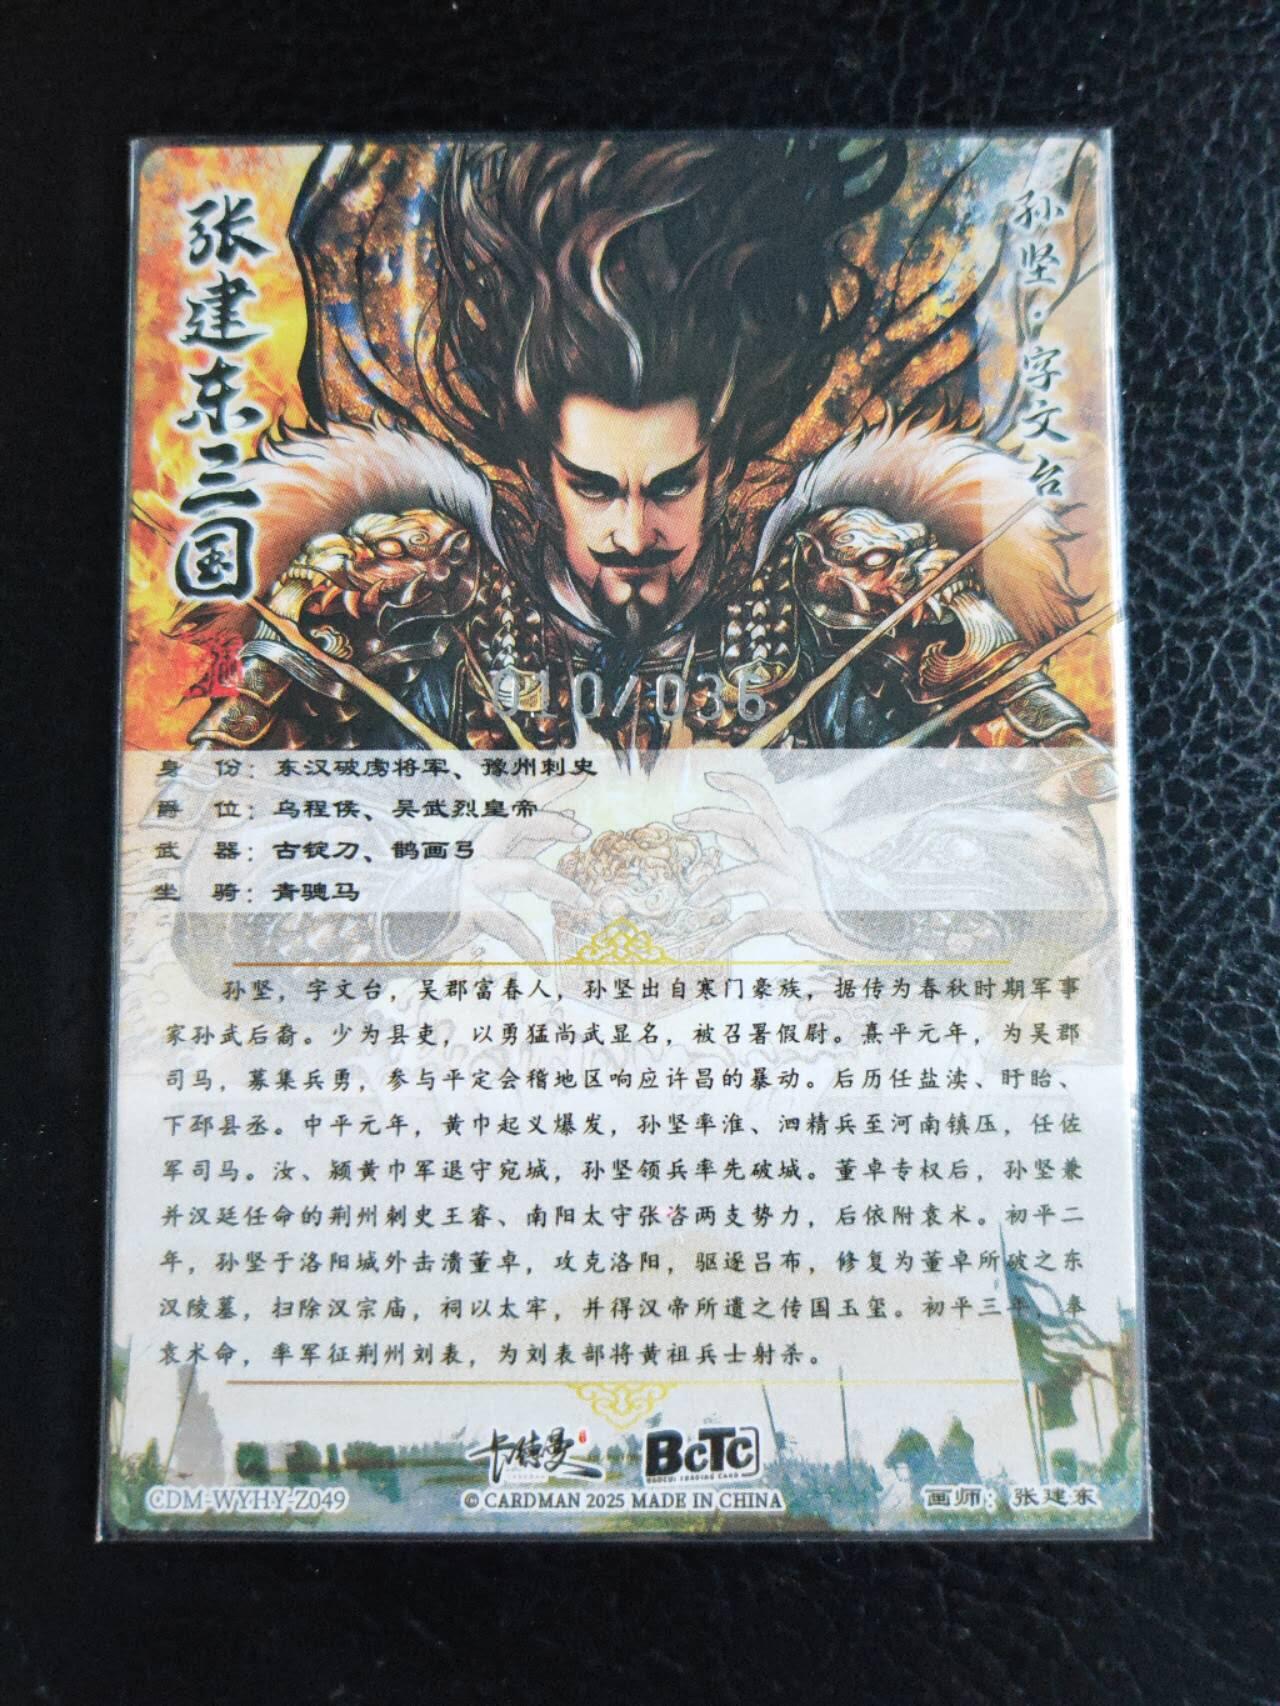 张建东三国
孙坚·字文台
010/036
身 份：东汉破虏将军、豫州刺史
爵 位：乌程侯、吴武烈皇帝
武 器：古锭刀、鹊画弓
坐 骑：青骢马
孙坚，字文台，吴郡富春人，孙坚出自寒门豪族，据传为春秋时期军事
家孙武后裔。少为县吏，以勇猛尚武显名，被召署假尉。熹平元年，为吴郡
司马，募集兵勇，参与平定会稽地区响应许昌的暴动。后历任盐渎、盱眙、
下邳县丞。中平元年，黄巾起义爆发，孙坚率淮、泗精兵至河南镇压，任佐
军司马。汝、颍黄巾军退守宛城，孙坚领兵率先破城。董卓专权后，孙坚兼
并汉廷任命的荆州刺史王睿、南阳太守张咨两支势力，后依附袁术。初平二
年，孙坚于洛阳城外击溃董卓，攻克洛阳，驱逐吕布，修复为董卓所破之东
汉陵墓，扫除汉宗庙，祠以太牢，并得汉帝所遗之传国玉玺。初平三年，奉
袁术命，率军征荆州刘表，为刘表部将黄祖兵士射杀。
卡德曼
BCTC
CDM-WYHY-Z049
© CARDMAN 2025 MADE IN CHINA
画师：张建东